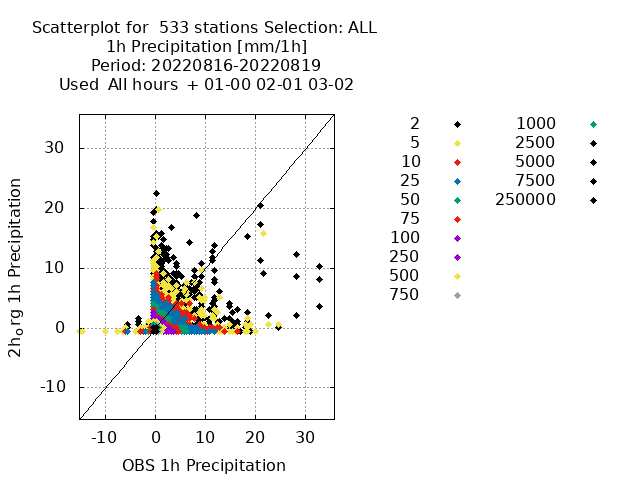 Scatterplot for  533 stations Selection: ALL
1h Precipitation [mm/1h]
Period: 20220816-20220819
Used  All hours  + 01-00 02-01 03-02
2hₒrg 1h Precipitation
30
20
10
0
-10
-10 0 10 20 30
OBS 1h Precipitation
2
5
10
25
50
75
100
250
500
750
1000
2500
5000
7500
250000